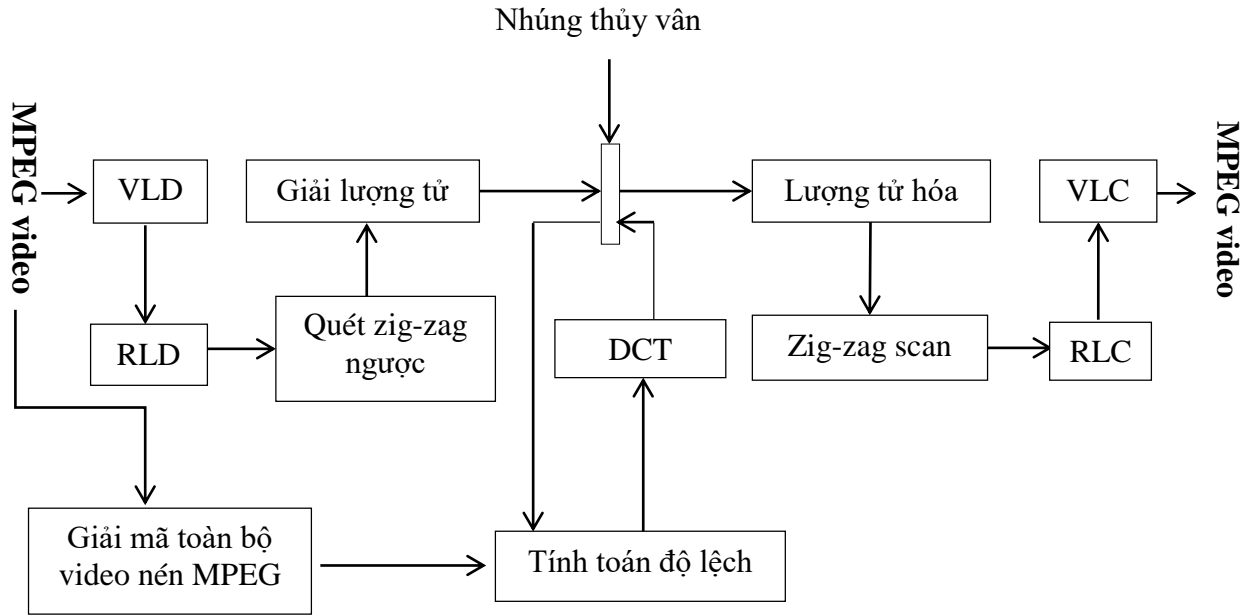 Nhúng thủy vân
MPEG video
VLD
Giải lượng tử
Lượng tử hóa
VLC
MPEG video
RLD
Quét zig-zag
ngược
DCT
Zig-zag scan
RLC
Giải mã toàn bộ
video nén MPEG
Tính toán độ lệch